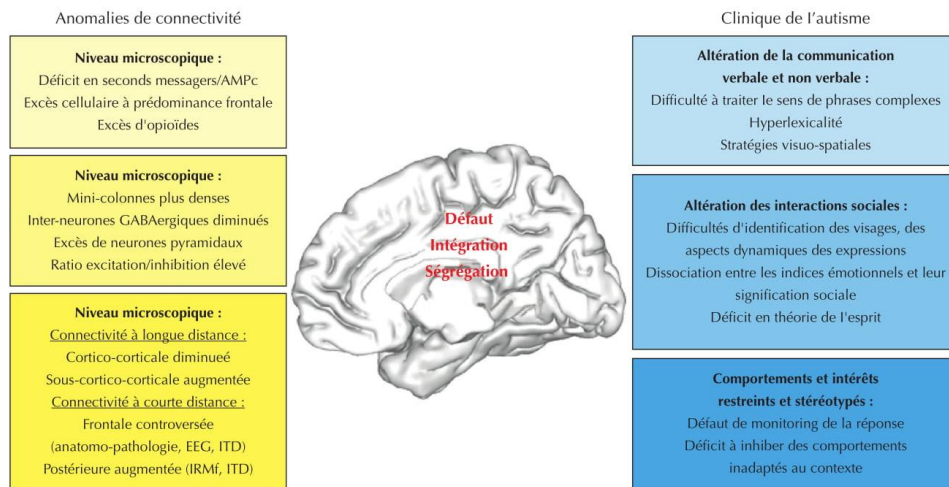 Anomalies de connectivité
Niveau microscopique :
Déficit en seconds messagers/AMPc
Excès cellulaire à prédominance frontale
Excès d'opioïdes
Niveau microscopique :
Mini-colonnes plus denses
Inter-neurones GABAergiques diminués
Excès de neurones pyramidaux
Ratio excitation/inhibition élevé
Niveau microscopique :
Connectivité à longue distance :
Cortico-corticale diminueé
Sous-cortico-corticale augmentée
Connectivité à courte distance :
Frontale controversée
(anatomo-pathologie, EEG, ITD)
Postérieure augmentée (IRMf, ITD)
Défaut
Intégration
Ségrégation
Clinique de l'autisme
Altération de la communication
verbale et non verbale :
Difficulté à traiter le sens de phrases complexes
Hyperlexicalité
Stratégies visuo-spatiales
Altération des interactions sociales :
Difficultés d'identification des visages, des
aspects dynamiques des expressions
Dissociation entre les indices émotionnels et leur
signification sociale
Déficit en théorie de l'esprit
Comportements et intérêts
restreints et stéréotypés :
Défaut de monitoring de la réponse
Déficit à inhiber des comportements
inadaptés au contexte